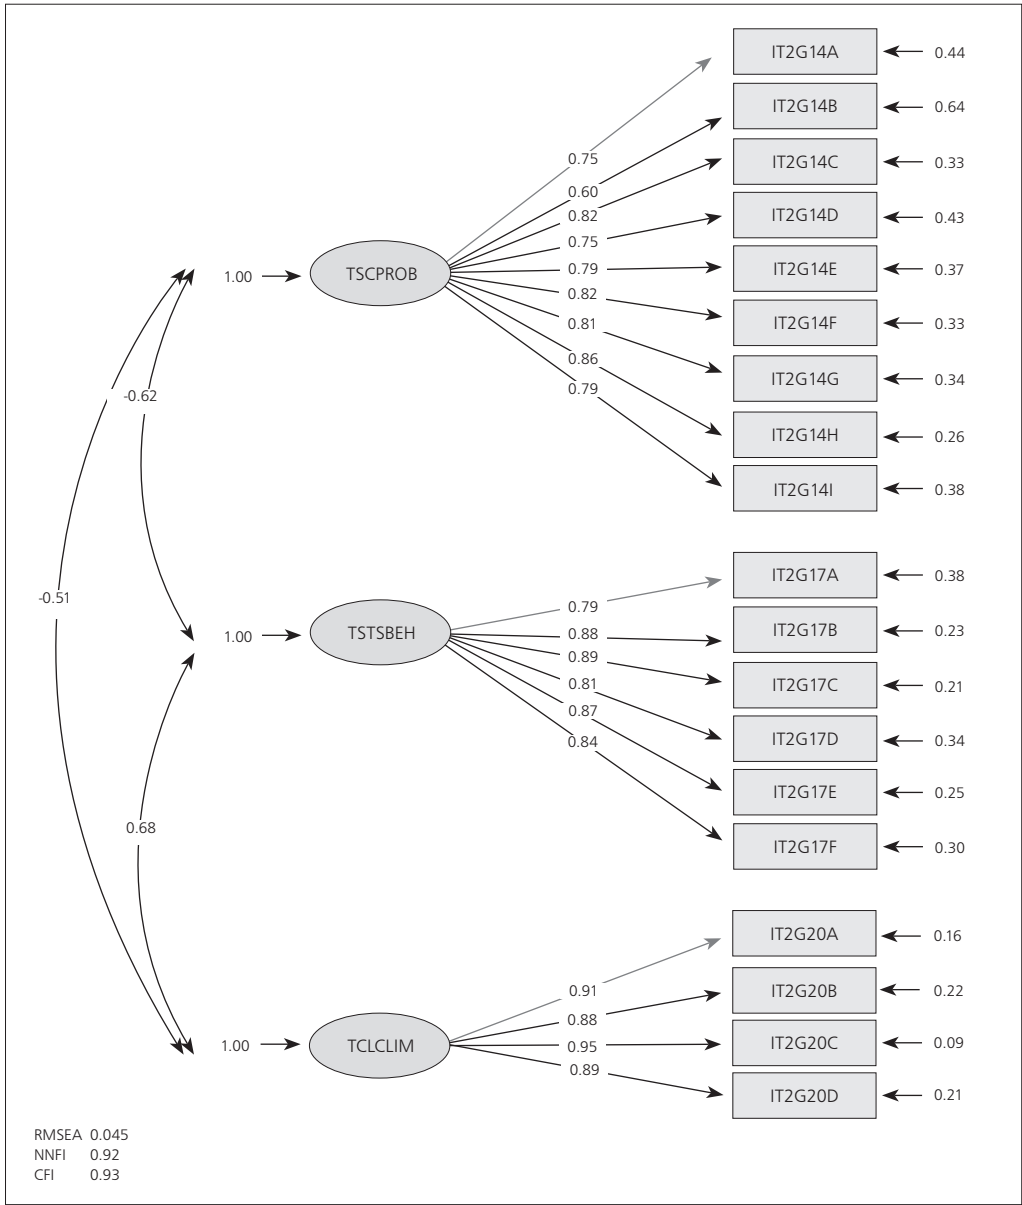 IT2G14A 0.44
IT2G14B 0.64
0.75
IT2G14C 0.33
0.60
0.82
IT2G14D 0.43
0.75
1.00 TSCPROB 0.79 IT2G14E 0.37
0.82
0.81 IT2G14F 0.33
0.86
IT2G14G 0.34
0.79
-0.62
IT2G14H 0.26
IT2G14I 0.38
IT2G17A 0.38
-0.51
0.79
1.00 TSTSBEH 0.88 IT2G17B 0.23
0.89
0.81 IT2G17C 0.21
0.87
0.84 IT2G17D 0.34
IT2G17E 0.25
0.68
IT2G17F 0.30
IT2G20A 0.16
0.91 IT2G20B 0.22
0.88
1.00 TCLCLIM 0.95 IT2G20C 0.09
0.89
IT2G20D 0.21
RMSEA 0.045
NNFI 0.92
CFI 0.93